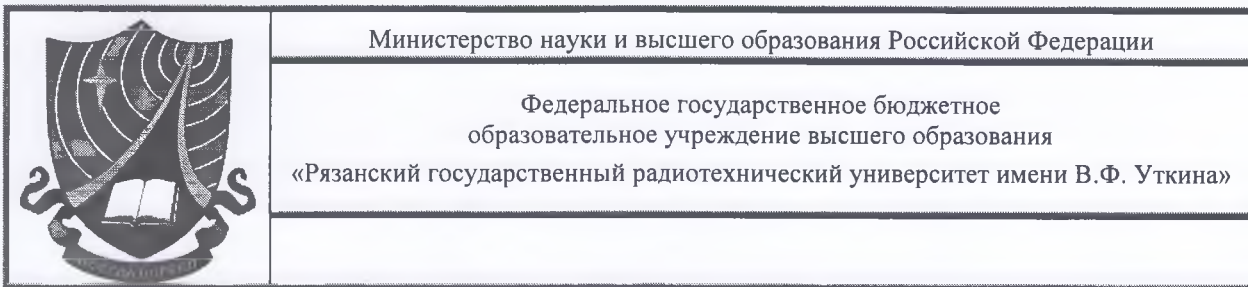 Министерство науки и высшего образования Российской Федерации
Федеральное государственное бюджетное
образовательное учреждение высшего образования
«Рязанский государственный радиотехнический университет имени В.Ф. Уткина»